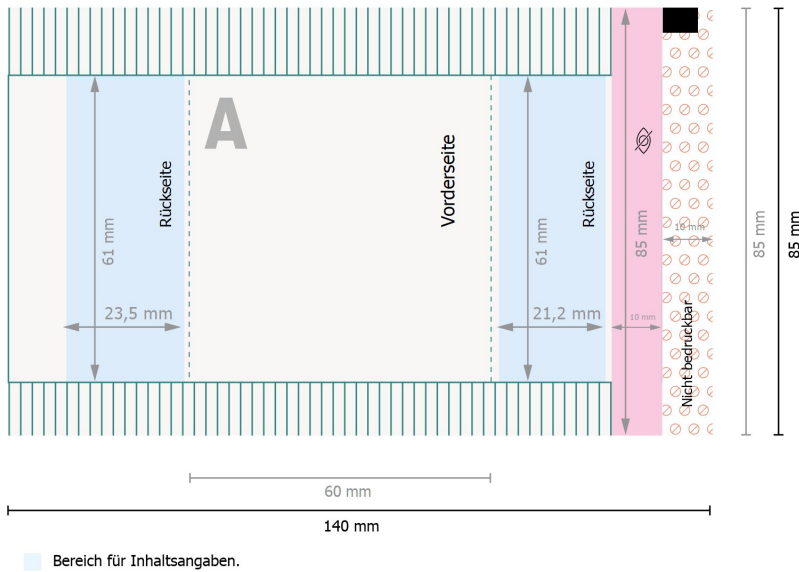 A
Rückseite
Vorderseite
Rückseite
61 mm
61 mm
85 mm
10 mm
85 mm
85 mm
23,5 mm
21,2 mm
10 mm
Nicht bedruckbar
60 mm
140 mm
Bereich für Inhaltsangaben.